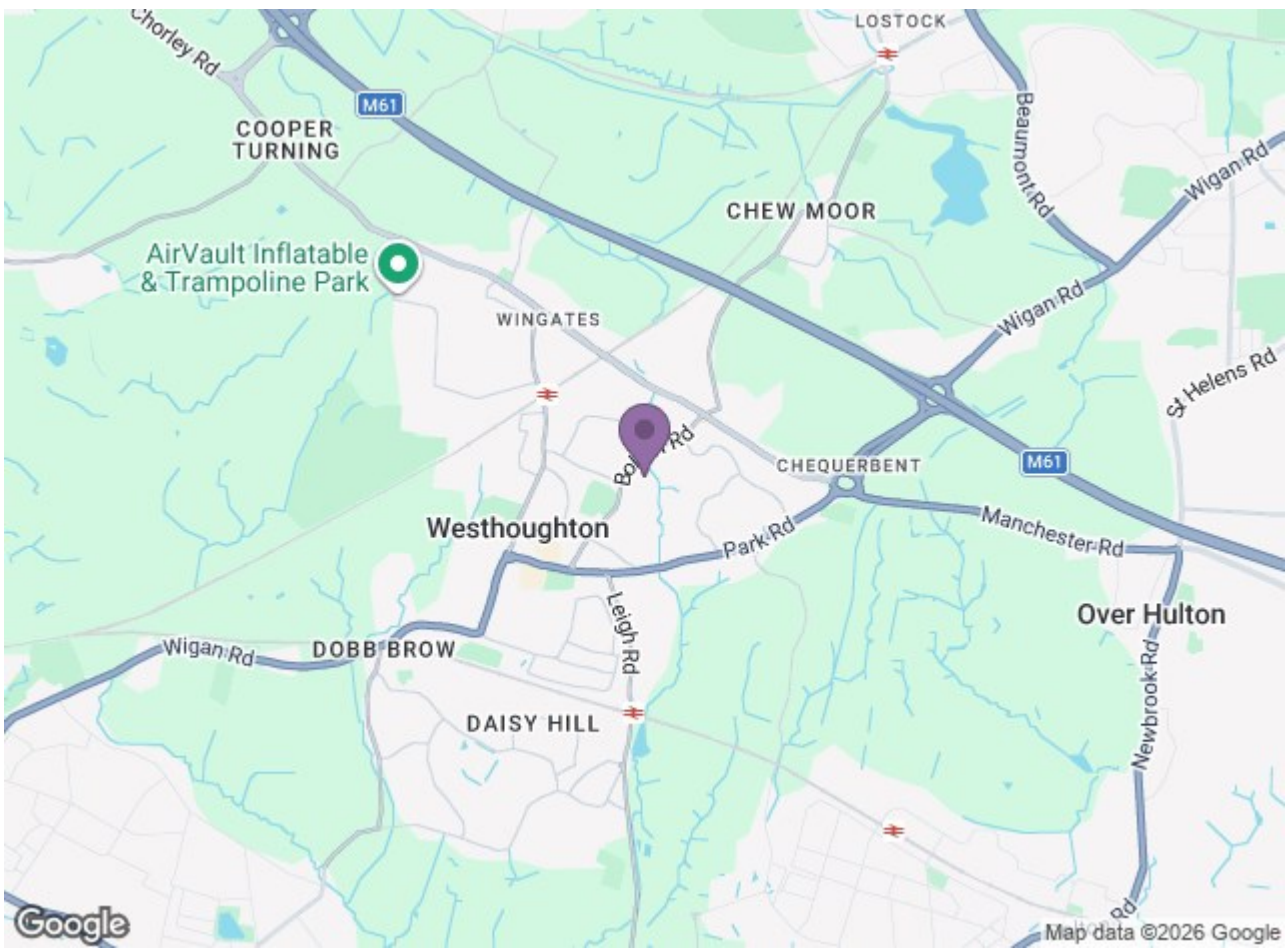 LOSTOCK
Chorley Rd
M61
COOPER
TURNING
Beaumont Rd
Wigan Rd
CHEW MOOR
AirVault Inflatable
& Trampoline Park
Wigan Rd
WINGATES
St Helens Rd
Rd
CHEQUERBENT
M61
Westhoughton
Park Rd
Manchester Rd
Leigh Rd
Over Hulton
Wigan Rd
DOBB BROW
Newbrook Rd
DAISY HILL
Rd
Google
Map data ©2026 Google